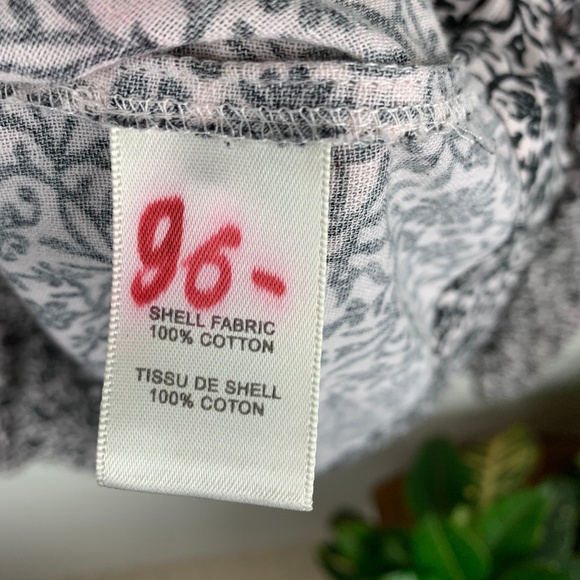 96-
SHELL FABRIC
100% COTTON
TISSU DE SHELL
100% COTON